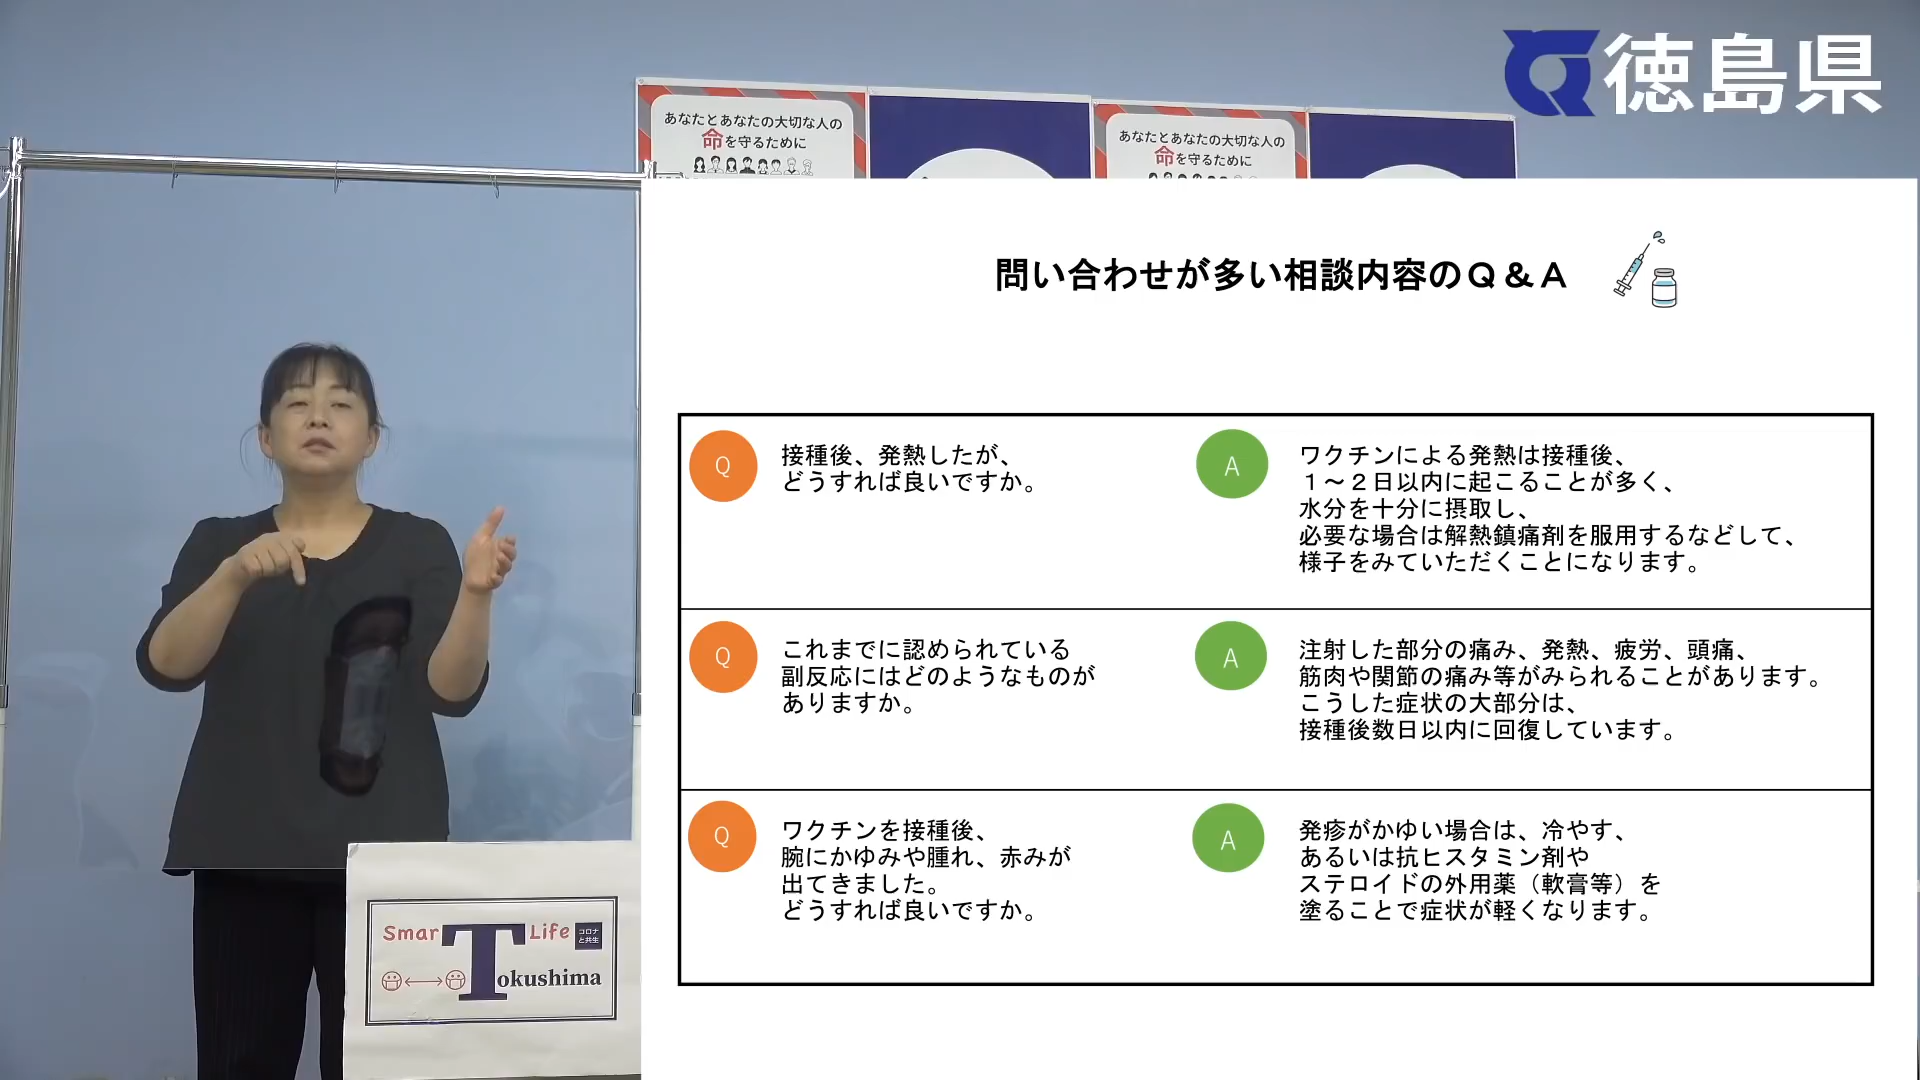 徳島県
あなたとあなたの大切な人の
命を守るために
あなたとあなたの大切な人の
命を守るために
問い合わせが多い相談内容のQ&A
Q
接種後、発熱したが、
どうすれば良いですか。
A
ワクチンによる発熱は接種後、
1～2日以内に起こることが多く、
水分を十分に摂取し、
必要な場合は解熱鎮痛剤を服用するなどして、
様子をみていただくことになります。
Q
これまでに認められている
副反応にはどのようなものが
ありますか。
A
注射した部分の痛み、発熱、疲労、頭痛、
筋肉や関節の痛み等がみられることがあります。
こうした症状の大部分は、
接種後数日以内に回復しています。
Q
ワクチンを接種後、
腕にかゆみや腫れ、赤みが
出てきました。
どうすれば良いですか。
A
発疹がかゆい場合は、冷やす、
あるいは抗ヒスタミン剤や
ステロイドの外用薬（軟膏等）を
塗ることで症状が軽くなります。
SmarT Life
コロナ
と共生
Tokushima